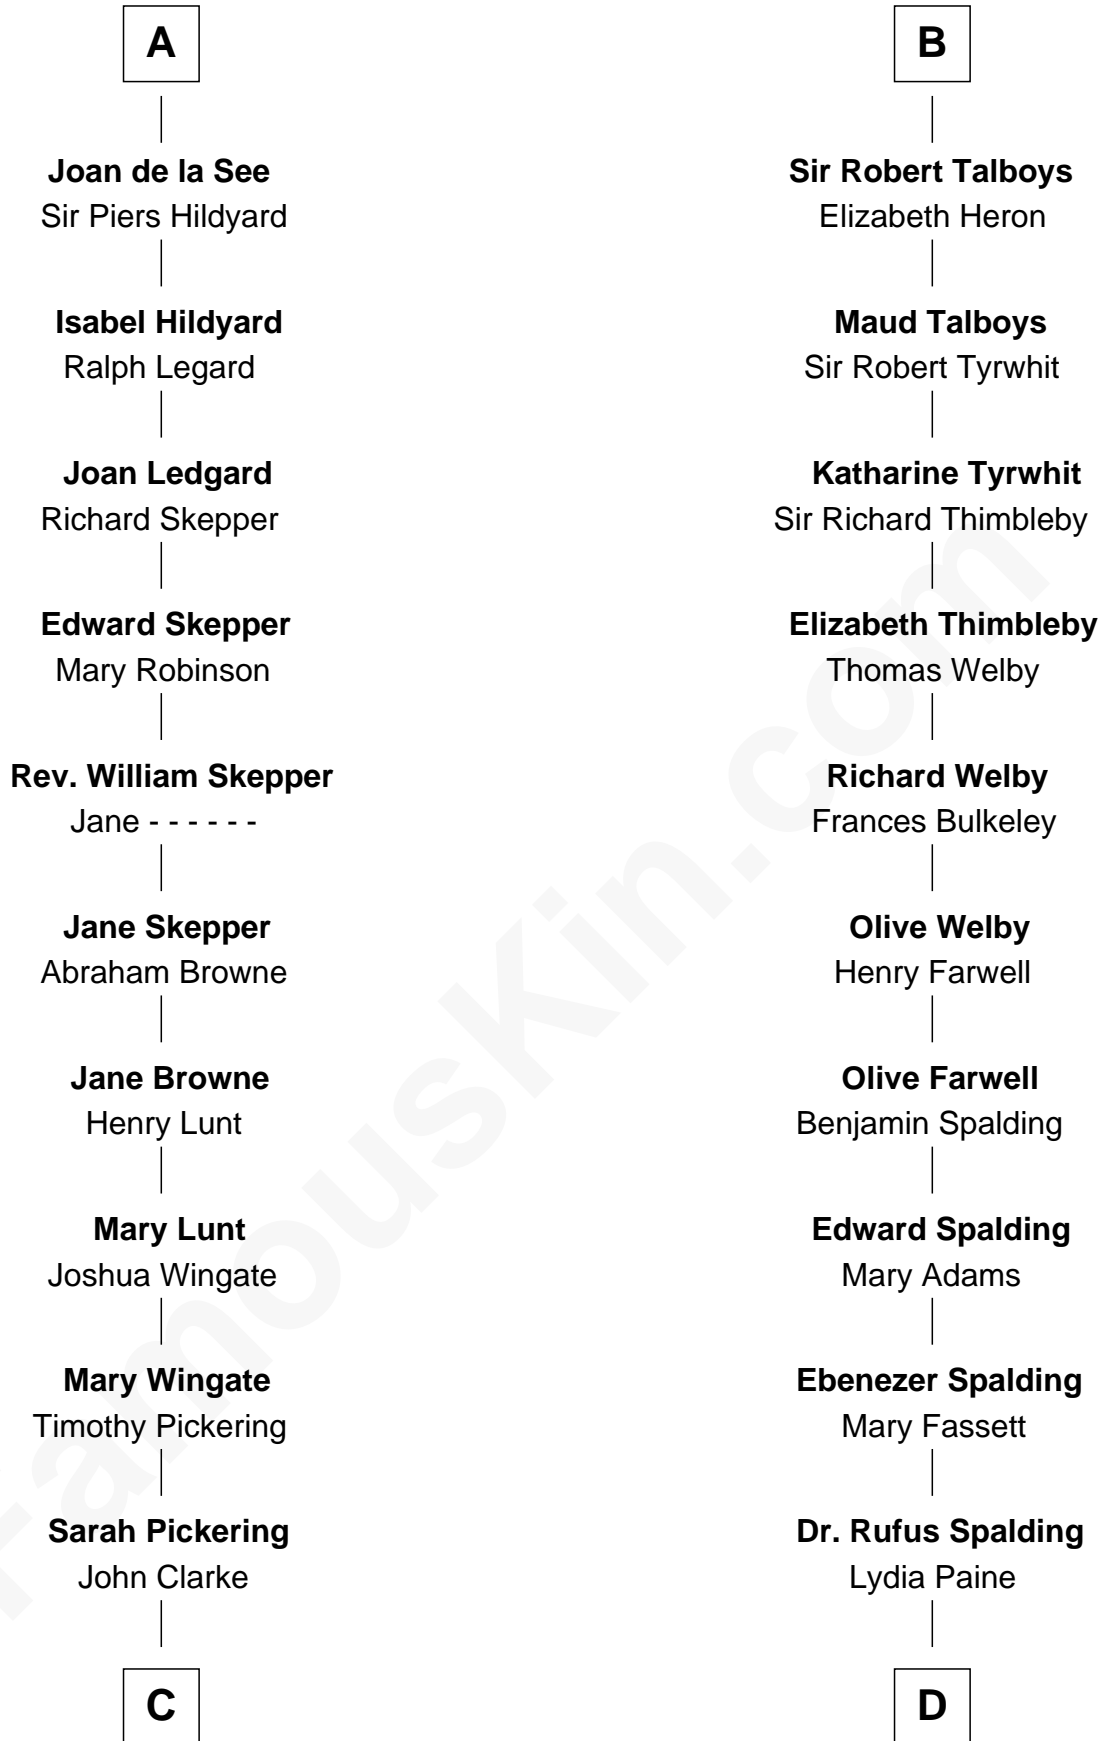 A
Joan de la See
Sir Piers Hildyard
Isabel Hildyard
Ralph Legard
Joan Ledgard
Richard Skepper
Edward Skepper
Mary Robinson
Rev. William Skepper
Jane - - - - - -
Jane Skepper
Abraham Browne
Jane Browne
Henry Lunt
Mary Lunt
Joshua Wingate
Mary Wingate
Timothy Pickering
Sarah Pickering
John Clarke
C
B
Sir Robert Talboys
Elizabeth Heron
Maud Talboys
Sir Robert Tyrwhit
Katharine Tyrwhit
Sir Richard Thimbleby
Elizabeth Thimbleby
Thomas Welby
Richard Welby
Frances Bulkeley
Olive Welby
Henry Farwell
Olive Farwell
Benjamin Spalding
Edward Spalding
Mary Adams
Ebenezer Spalding
Mary Fassett
Dr. Rufus Spalding
Lydia Paine
D
FamousKin.com